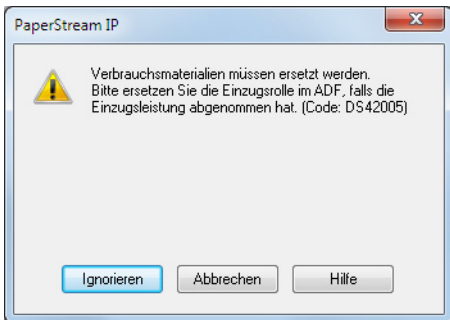 PaperStream IP
Verbrauchsmaterialien müssen ersetzt werden.
Bitte ersetzen Sie die Einzugsrolle im ADF, falls die
Einzugsleistung abgenommen hat. (Code: DS42005)
Ignorieren Abbrechen Hilfe